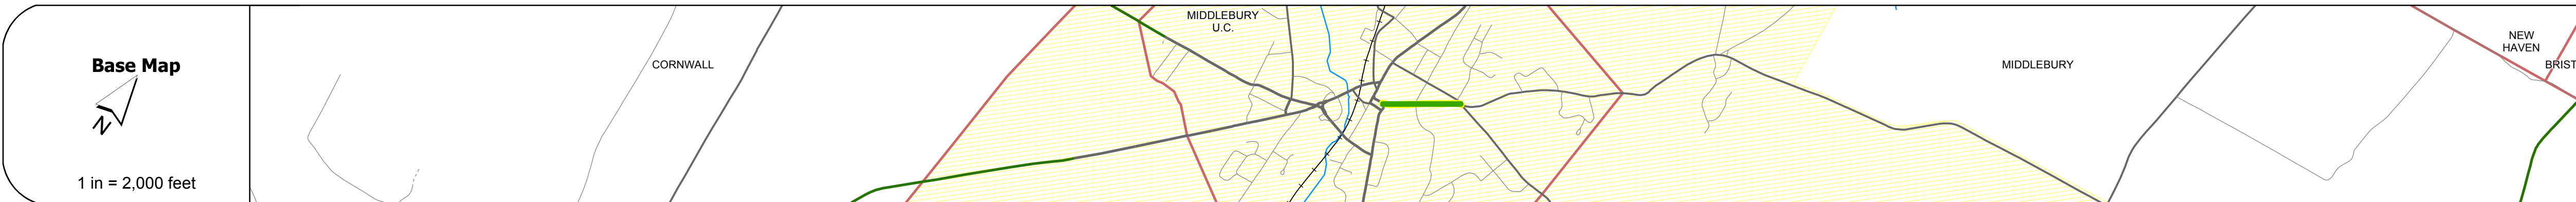 Base Map
N
1 in = 2,000 feet
CORNWALL
MIDDLEBURY
U.C.
MIDDLEBURY
NEW
HAVEN
BRIST